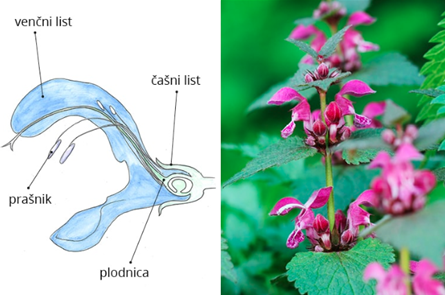 venčni list
čašni list
prašnik
plodnica